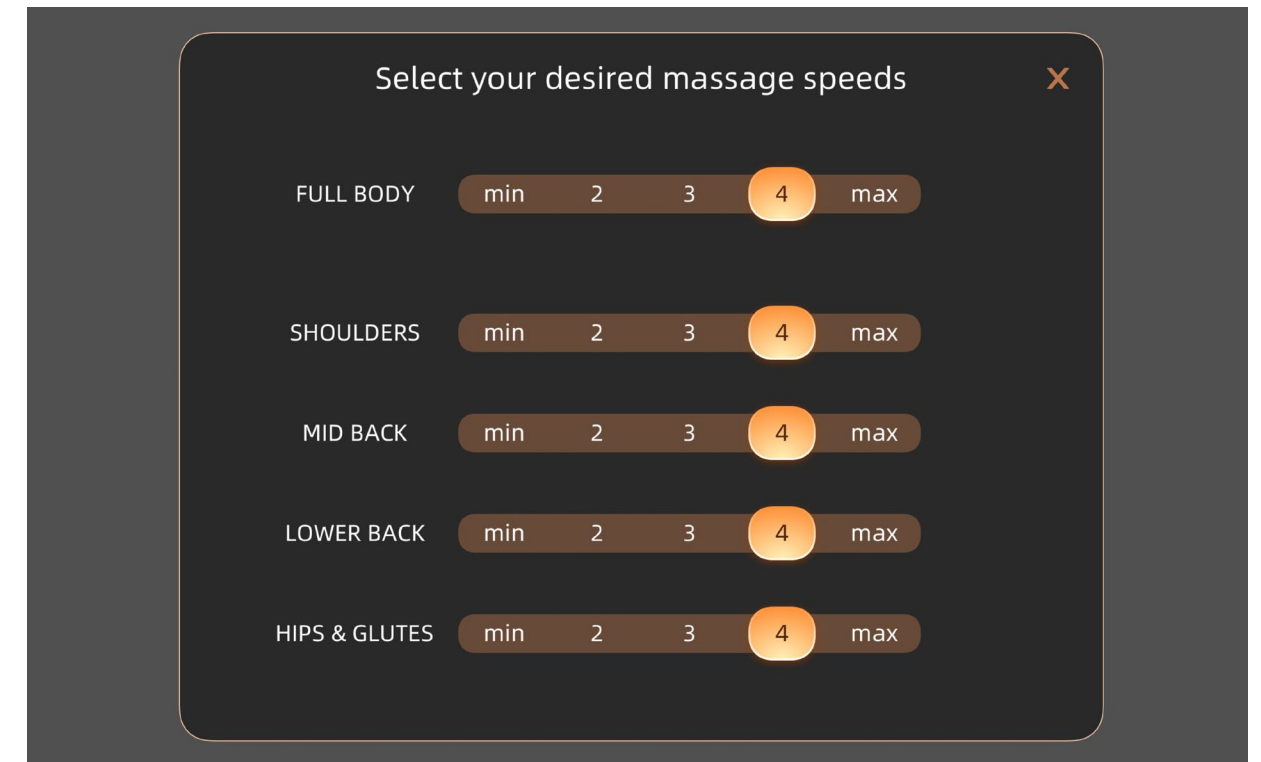 Select your desired massage speeds X
FULL BODY min 2 3 4 max
SHOULDERS min 2 3 4 max
MID BACK min 2 3 4 max
LOWER BACK min 2 3 4 max
HIPS & GLUTES min 2 3 4 max